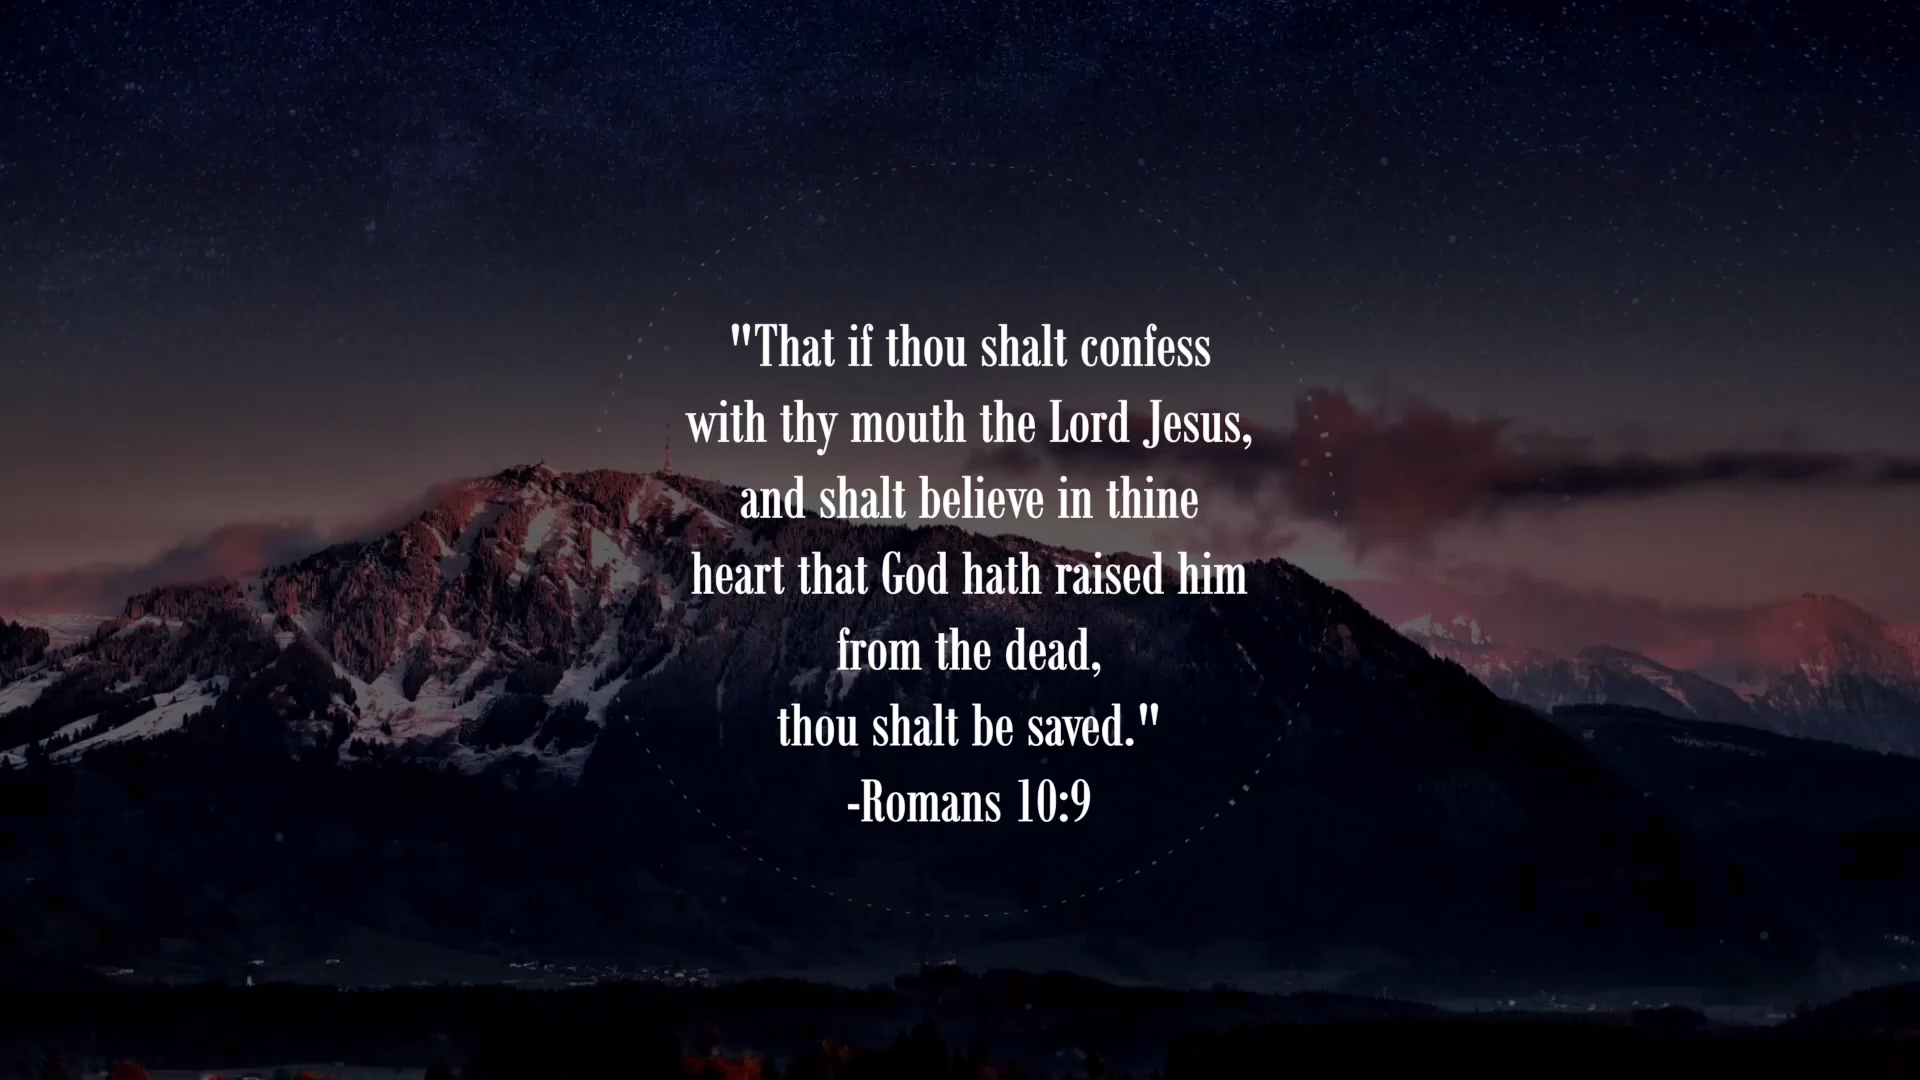 "That if thou shalt confess
with thy mouth the Lord Jesus,
and shalt believe in thine
heart that God hath raised him
from the dead,
thou shalt be saved."
-Romans 10:9